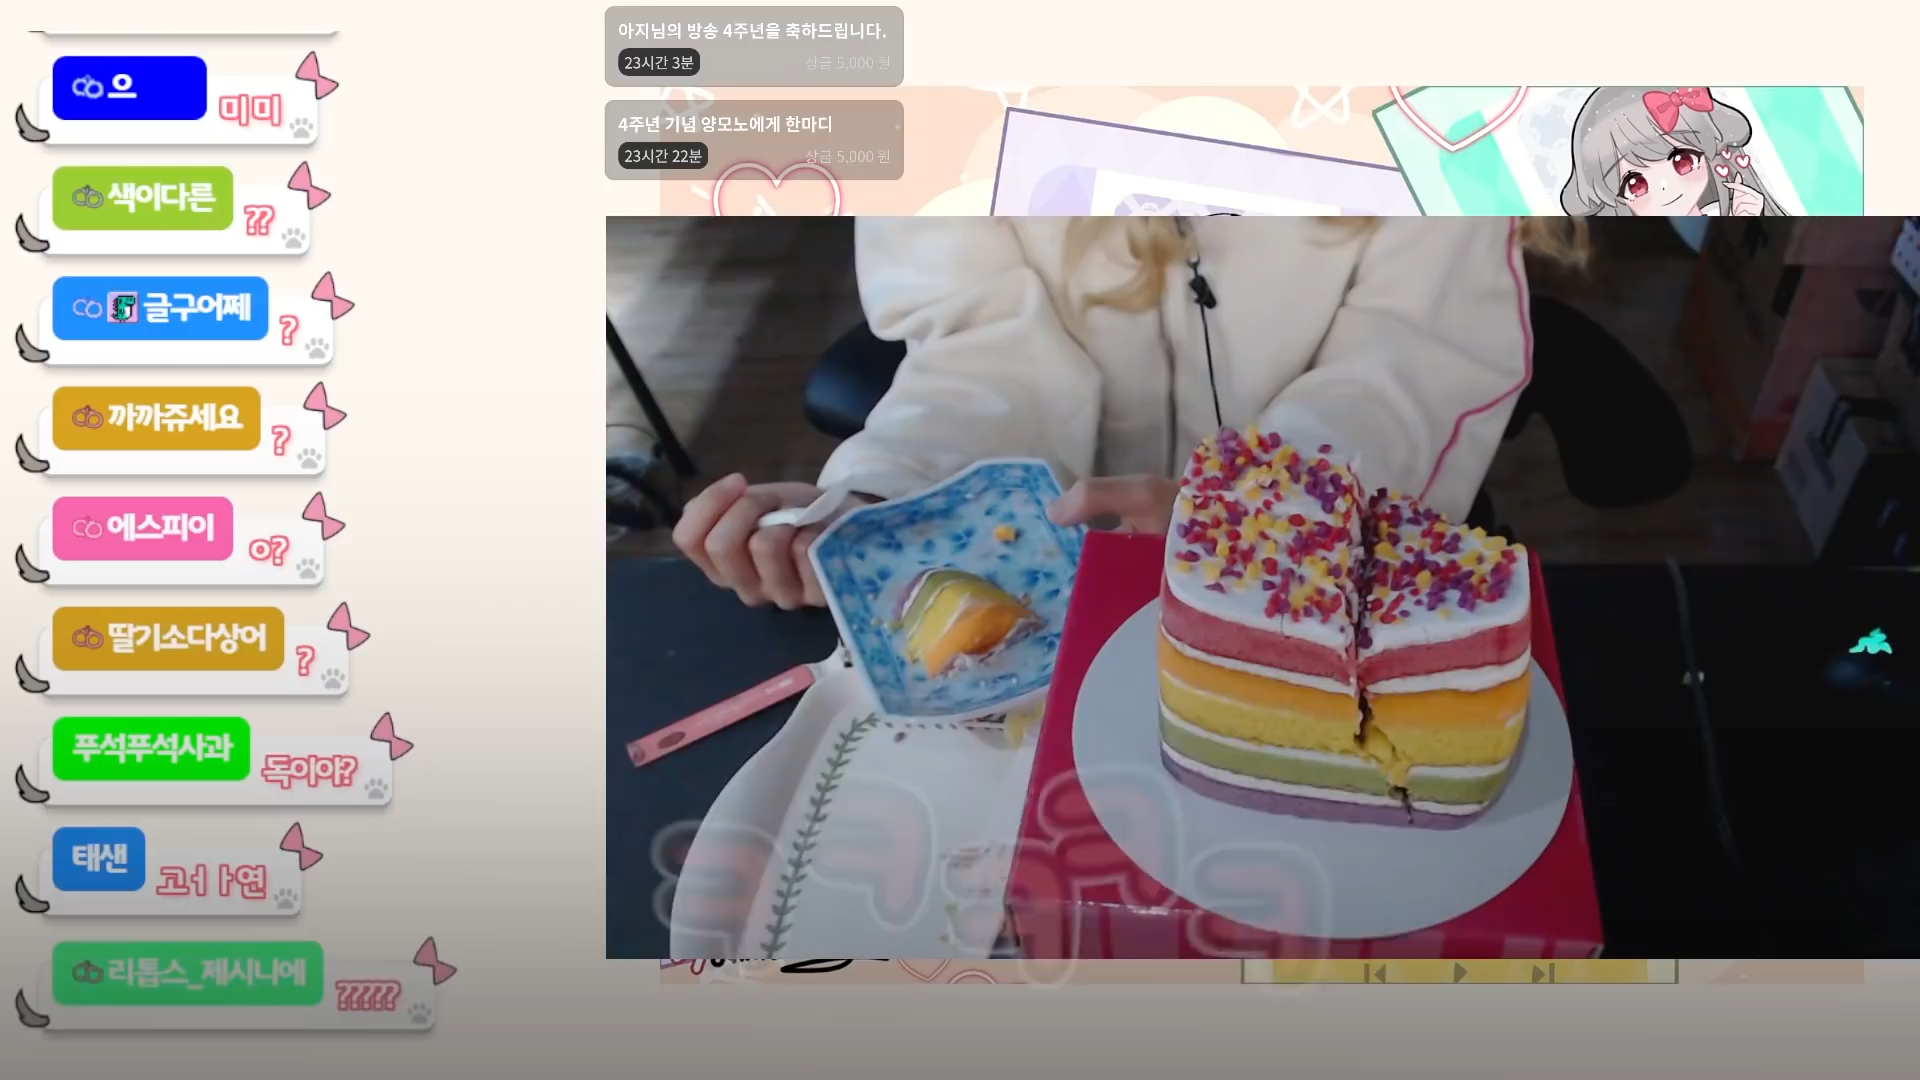 으 미미
색이다른 ??
글구어쩨 ?
까까쥬세요 ?
에스피이 ㅇ?
딸기소다상어 ?
푸석푸석사과 독이야?
태샌 고ㅓㅏ연
리틉스_제시니에 ?????
아지님의 방송 4주년을 축하드립니다.
23시간 3분 상금 5,000 원
4주년 기념 양모노에게 한마디
23시간 22분 상금 5,000 원